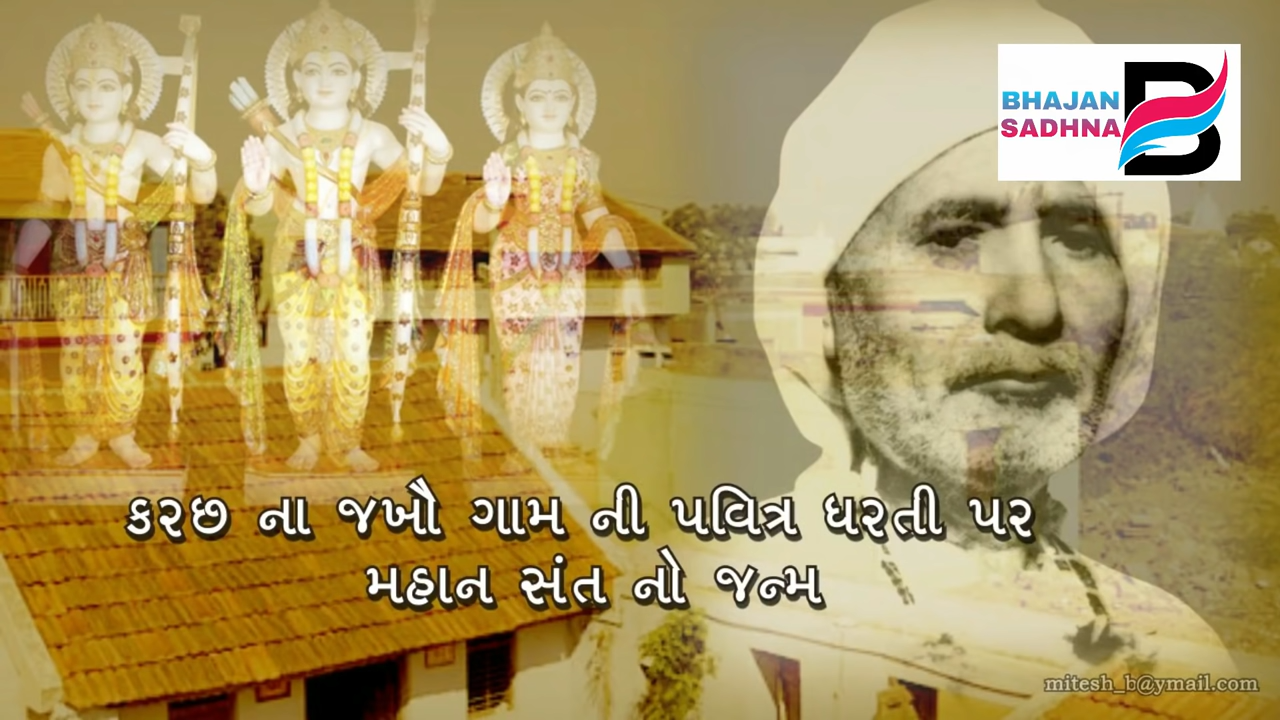 BHAJAN
SADHNA
કરછ ના જખૌ ગામ ની પવિત્ર ધરતી પર
મહાન સંત નો જન્મ
mitesh_b@ymail.com